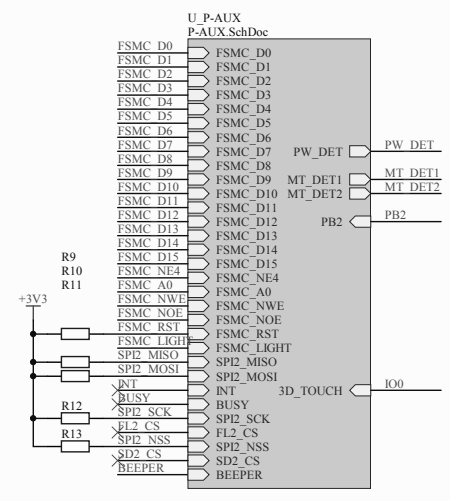 U_P-AUX
P-AUX.SchDoc
FSMC_D0 FSMC_D0
FSMC_D1 FSMC_D1
FSMC_D2 FSMC_D2
FSMC_D3 FSMC_D3
FSMC_D4 FSMC_D4
FSMC_D5 FSMC_D5
FSMC_D6 FSMC_D6
FSMC_D7 FSMC_D7 PW_DET PW_DET
FSMC_D8 FSMC_D8
FSMC_D9 FSMC_D9 MT_DET1 MT_DET1
FSMC_D10 FSMC_D10 MT_DET2 MT_DET2
FSMC_D11 FSMC_D11
FSMC_D12 FSMC_D12 PB2 PB2
FSMC_D13 FSMC_D13
FSMC_D14 FSMC_D14
R9 FSMC_D15 FSMC_D15
R10 FSMC_NE4 FSMC_NE4
R11 FSMC_A0 FSMC_A0
+3V3 FSMC_NWE FSMC_NWE
FSMC_NOE FSMC_NOE
FSMC_RST FSMC_RST
FSMC_LIGHT FSMC_LIGHT
SPI2_MISO SPI2_MISO
SPI2_MOSI SPI2_MOSI
INT INT 3D_TOUCH IO0
BUSY BUSY
R12 SPI2_SCK SPI2_SCK
FL2_CS FL2_CS
R13 SPI2_NSS SPI2_NSS
SD2_CS SD2_CS
BEEPER BEEPER